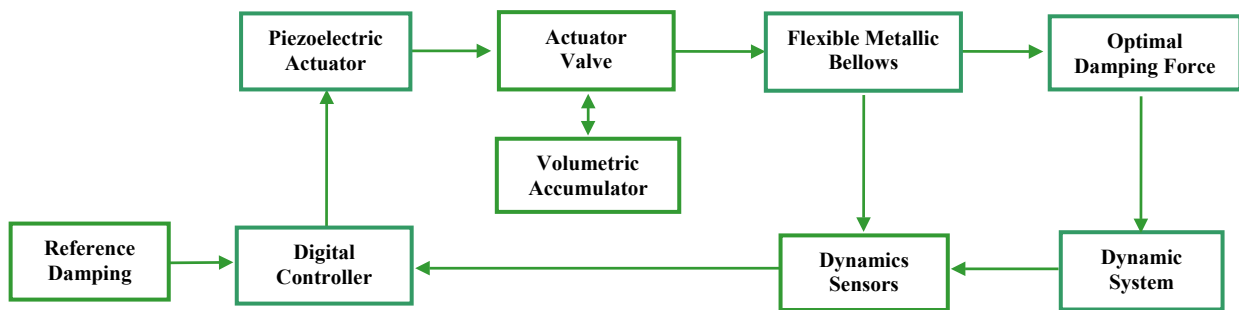 Piezoelectric
Actuator
Actuator
Valve
Flexible Metallic
Bellows
Optimal
Damping Force
Volumetric
Accumulator
Reference
Damping
Digital
Controller
Dynamics
Sensors
Dynamic
System